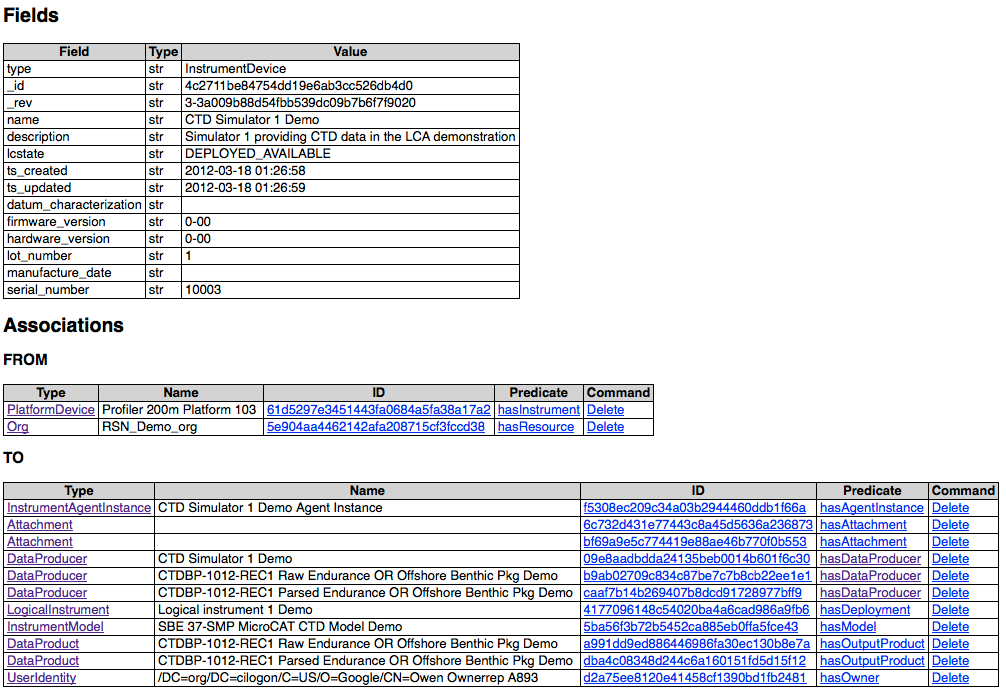 Fields
Field Type Value
type str InstrumentDevice
_id str 4c2711be84754dd19e6ab3cc526db4d0
_rev str 3-3a009b88d54fbb539dc09b7b6f7f9020
name str CTD Simulator 1 Demo
description str Simulator 1 providing CTD data in the LCA demonstration
lcstate str DEPLOYED_AVAILABLE
ts_created str 2012-03-18 01:26:58
ts_updated str 2012-03-18 01:26:59
datum_characterization str
firmware_version str 0-00
hardware_version str 0-00
lot_number str 1
manufacture_date str
serial_number str 10003
Associations
FROM
Type Name ID Predicate Command
PlatformDevice Profiler 200m Platform 103 61d5297e3451443fa0684a5fa38a17a2 hasInstrument Delete
Org RSN_Demo_org 5e904aa4462142afa208715cf3fccd38 hasResource Delete
TO
Type Name ID Predicate Command
InstrumentAgentInstance CTD Simulator 1 Demo Agent Instance f5308ec209c34a03b2944460ddb1f66a hasAgentInstance Delete
Attachment 6c732d431e77443c8a45d5636a236873 hasAttachment Delete
Attachment bf69a9e5c774419e88ae46b770f0b553 hasAttachment Delete
DataProducer CTD Simulator 1 Demo 09e8aadbdda24135beb0014b601f6c30 hasDataProducer Delete
DataProducer CTDBP-1012-REC1 Raw Endurance OR Offshore Benthic Pkg Demo b9ab02709c834c87be7c7b8cb22ee1e1 hasDataProducer Delete
DataProducer CTDBP-1012-REC1 Parsed Endurance OR Offshore Benthic Pkg Demo caaf7b14b269407b8dcd91728977bff9 hasDataProducer Delete
LogicalInstrument Logical instrument 1 Demo 4177096148c54020ba4a6cad986a9fb6 hasDeployment Delete
InstrumentModel SBE 37-SMP MicroCAT CTD Model Demo 5ba56f3b72b5452ca885eb0ffa5fce43 hasModel Delete
DataProduct CTDBP-1012-REC1 Raw Endurance OR Offshore Benthic Pkg Demo a991dd9ed886446986fa30ec130b8e7a hasOutputProduct Delete
DataProduct CTDBP-1012-REC1 Parsed Endurance OR Offshore Benthic Pkg Demo dba4c08348d244c6a160151fd5d15f12 hasOutputProduct Delete
UserIdentity /DC=org/DC=cilogon/C=US/O=Google/CN=Owen Ownerrep A893 d2a75ee8120e41458cf1390bd1fb2481 hasOwner Delete